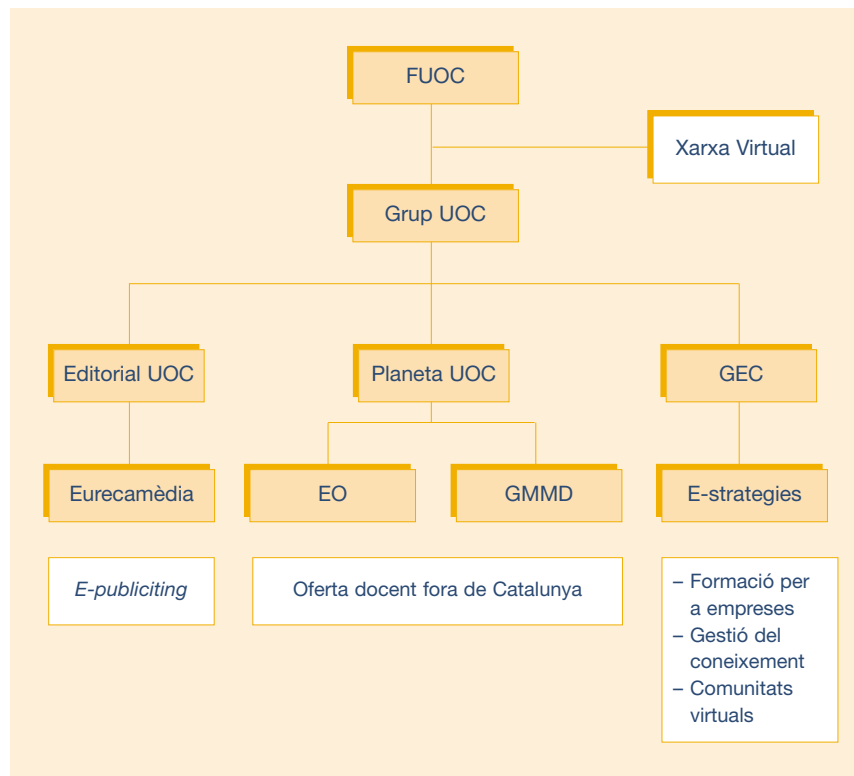 FUOC
Xarxa Virtual
Grup UOC
Editorial UOC
Planeta UOC
GEC
Eurecamèdia
EO
GMMD
E-strategies
E-publiciting
Oferta docent fora de Catalunya
– Formació per
a empreses
– Gestió del
coneixement
– Comunitats
virtuals